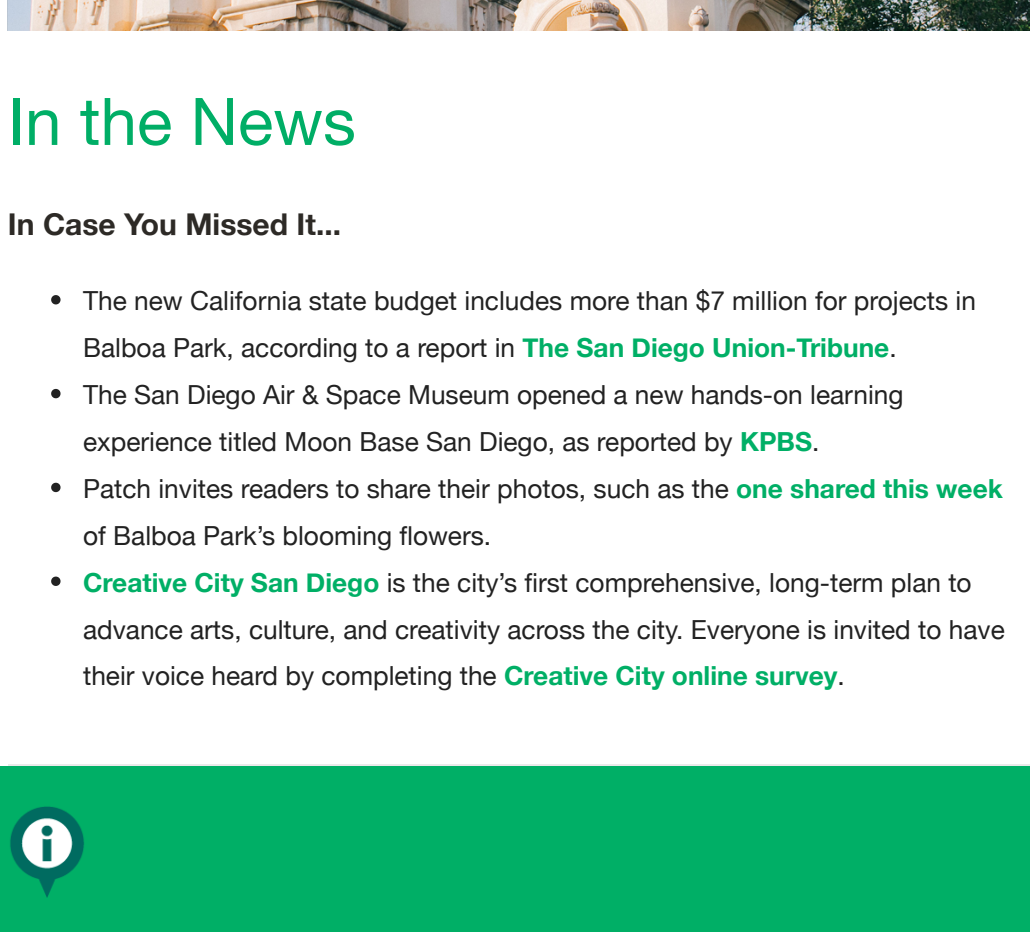 In the News
In Case You Missed It...
The new California state budget includes more than $7 million for projects in
Balboa Park, according to a report in The San Diego Union-Tribune.
The San Diego Air & Space Museum opened a new hands-on learning
experience titled Moon Base San Diego, as reported by KPBS.
Patch invites readers to share their photos, such as the one shared this week
of Balboa Park’s blooming flowers.
Creative City San Diego is the city’s first comprehensive, long-term plan to
advance arts, culture, and creativity across the city. Everyone is invited to have
their voice heard by completing the Creative City online survey.
i